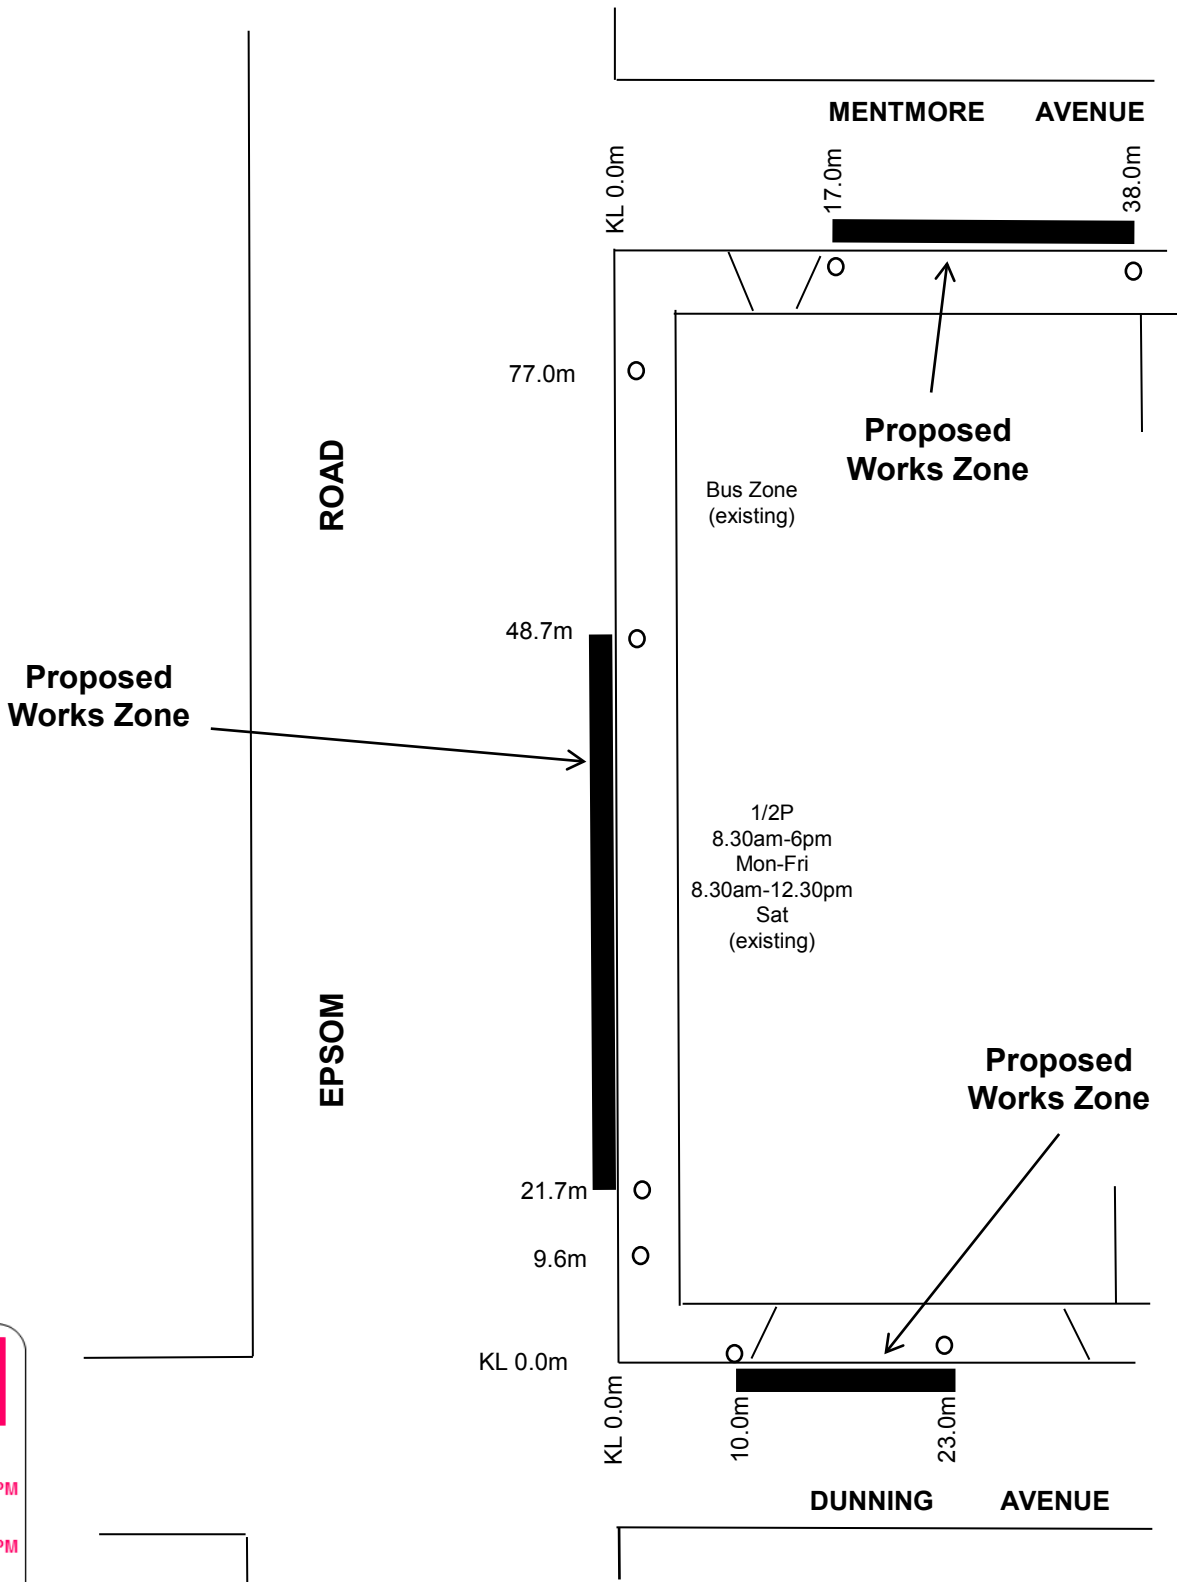 MENTMORE AVENUE
KL 0.0m
17.0m
38.0m
77.0m
Proposed
Works Zone
ROAD
Bus Zone
(existing)
48.7m
Proposed
Works Zone
1/2P
8.30am-6pm
Mon-Fri
8.30am-12.30pm
Sat
(existing)
EPSOM
Proposed
Works Zone
21.7m
9.6m
KL 0.0m
KL 0.0m
10.0m
23.0m
PM
DUNNING AVENUE
PM